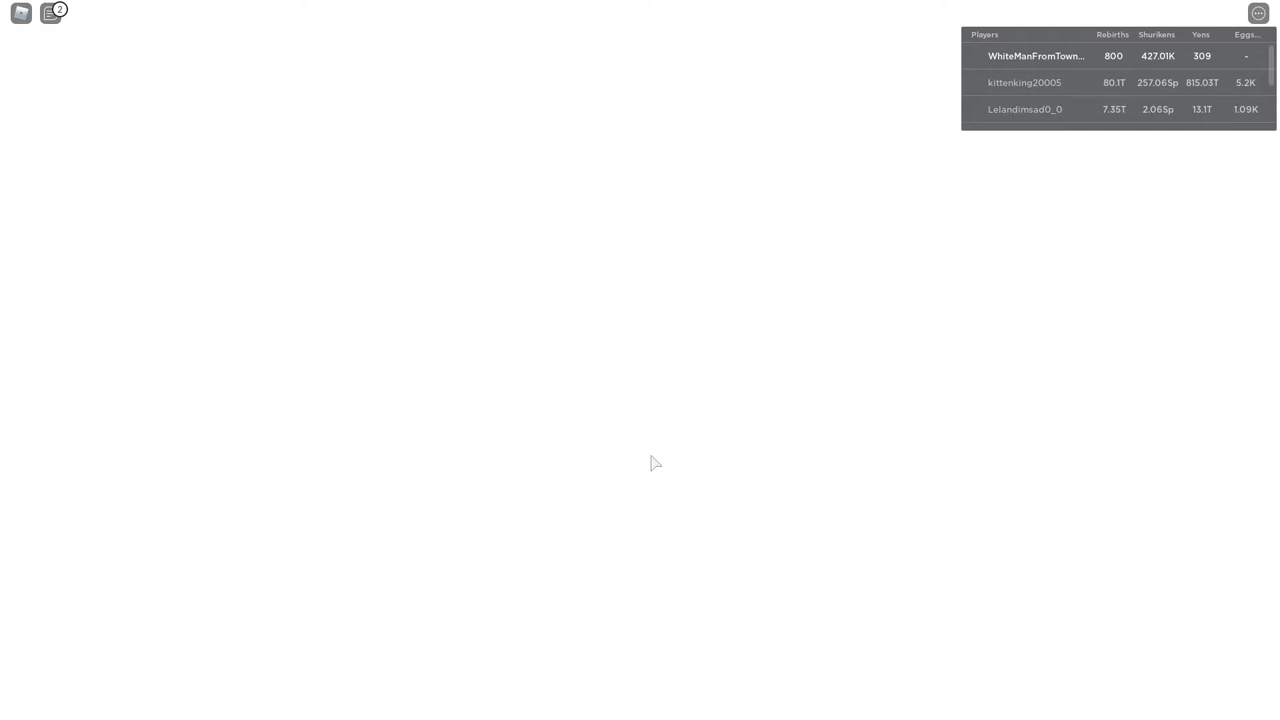 2
Players Rebirths Shurikens Yens Eggs...
WhiteManFromTown... 800 427.01K 309 -
kittenking20005 80.1T 257.06Sp 815.03T 5.2K
Lelandimsad0_0 7.35T 2.06Sp 13.1T 1.09K